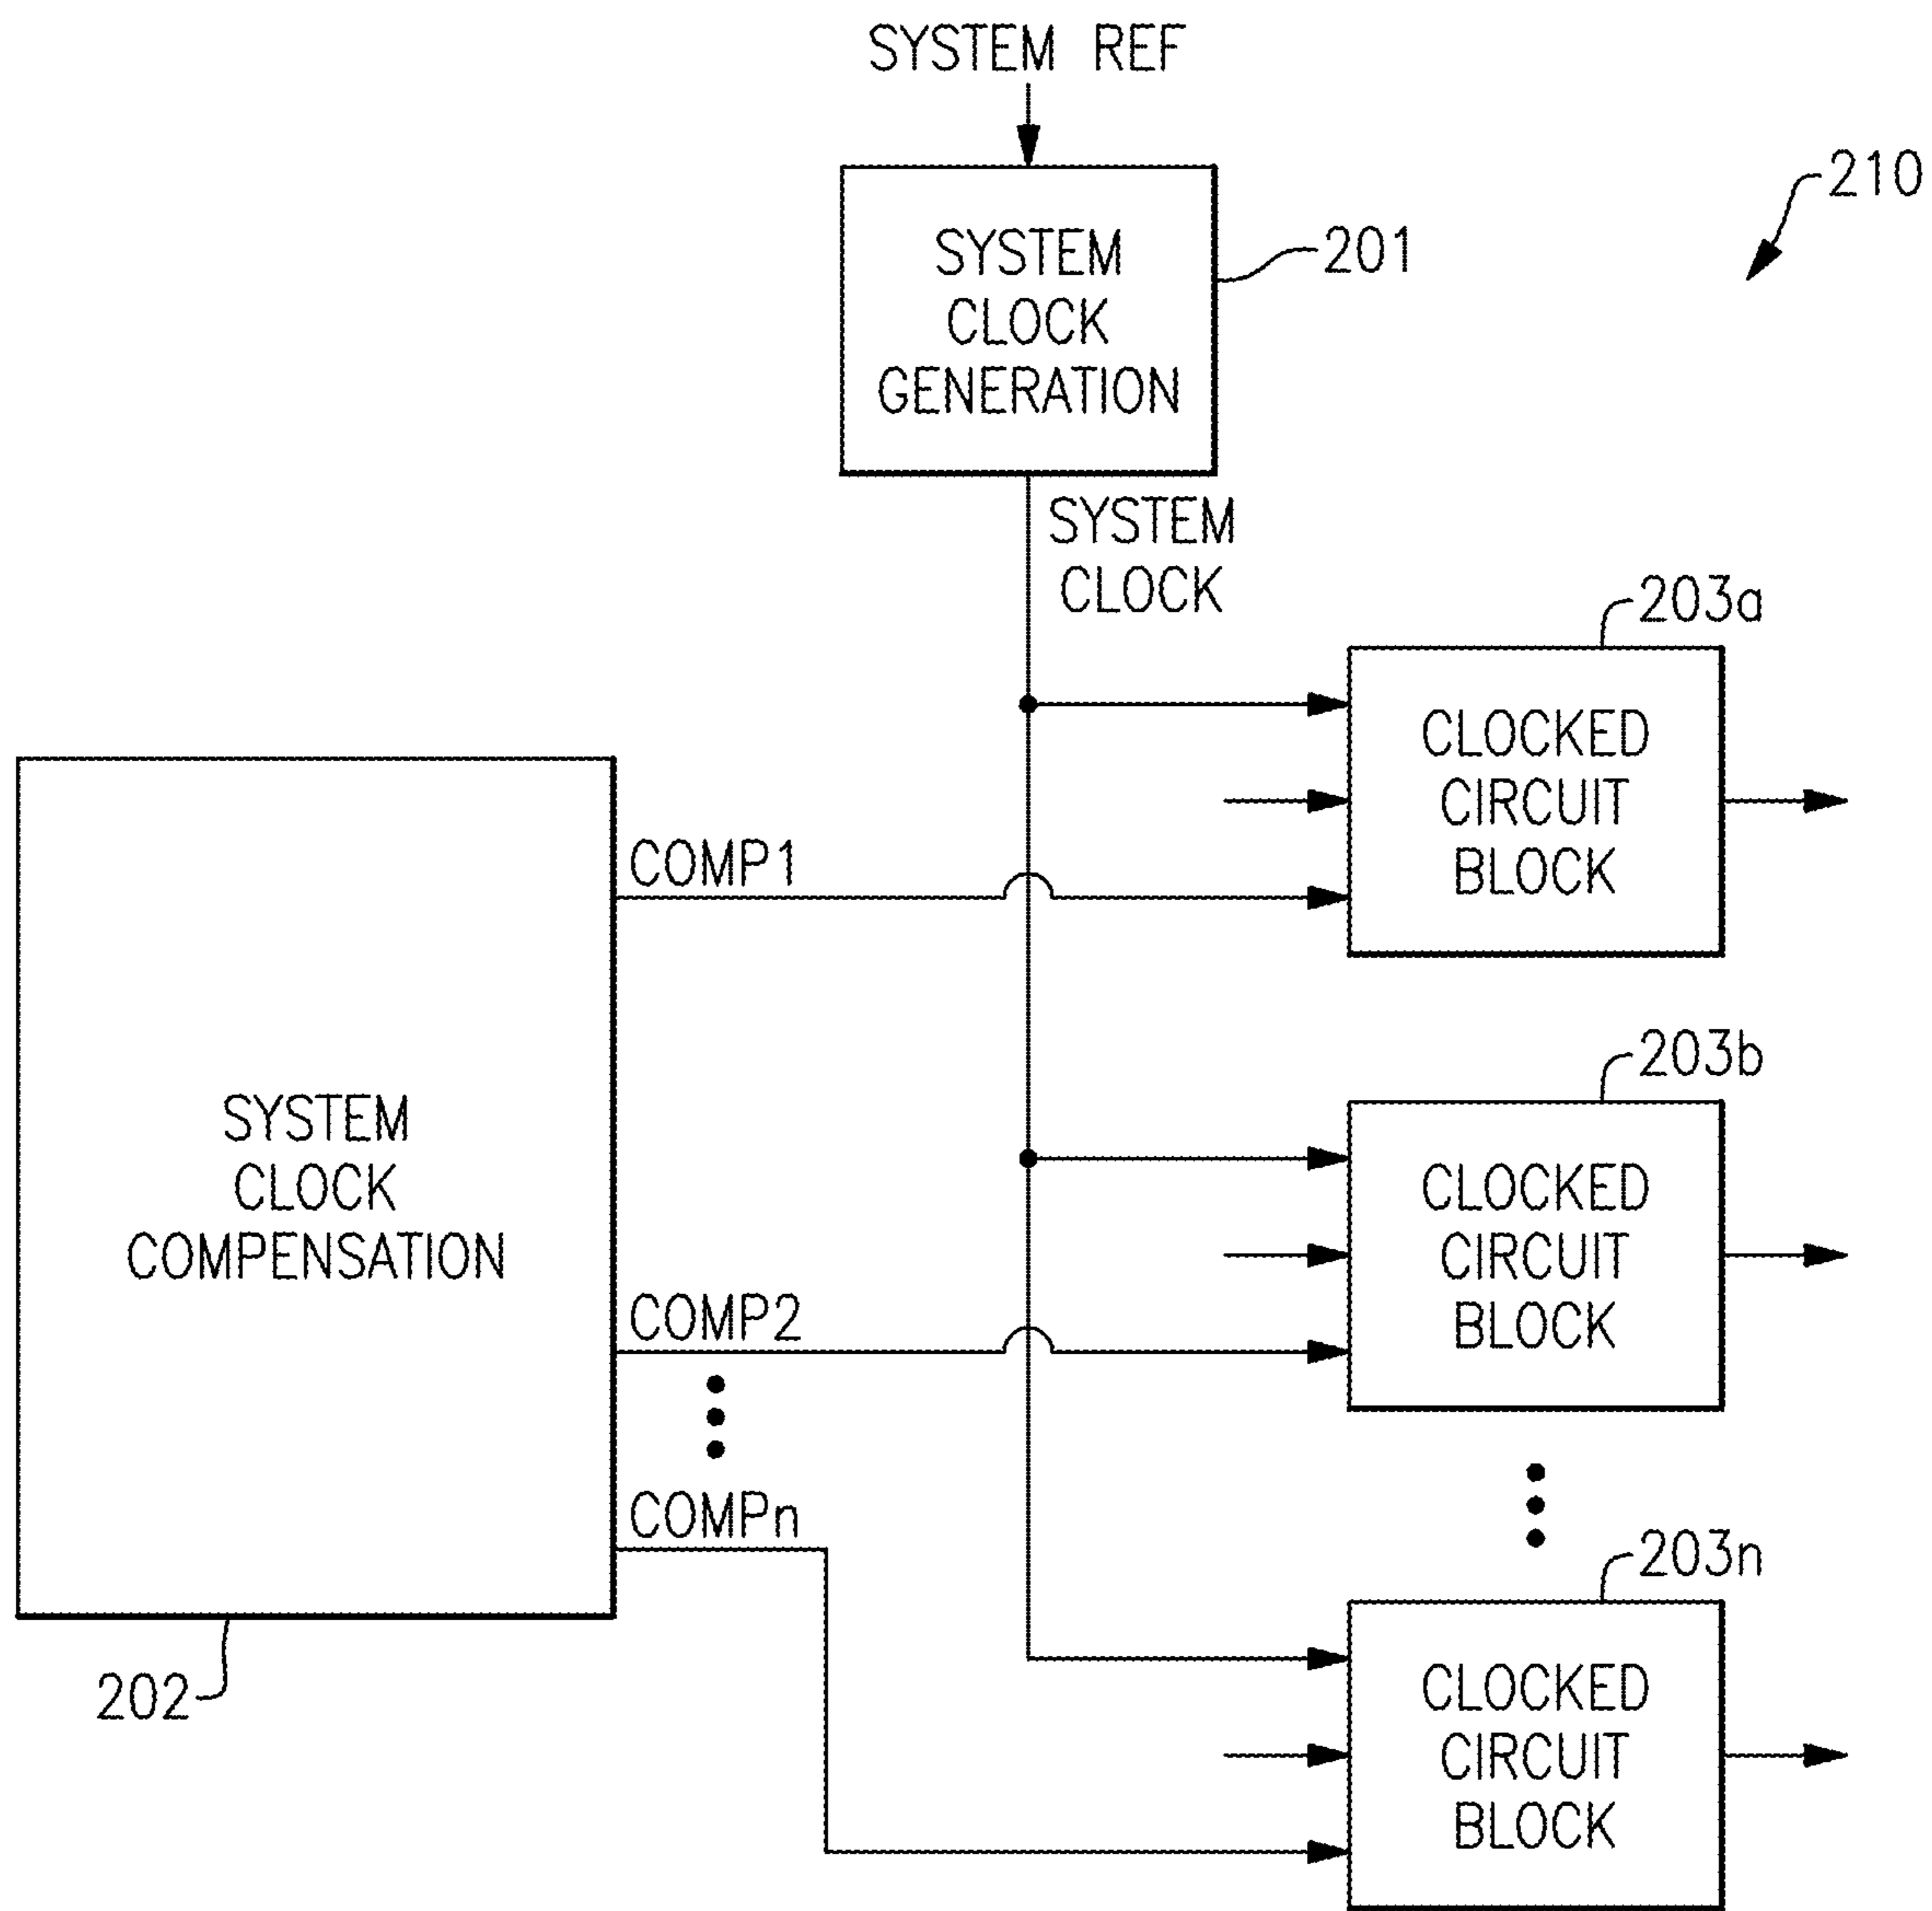 SYSTEM REF
210
SYSTEM
CLOCK
GENERATION
201
SYSTEM
CLOCK
203a
CLOCKED
CIRCUIT
BLOCK
COMP1
SYSTEM
CLOCK
COMPENSATION
203b
CLOCKED
CIRCUIT
BLOCK
COMP2
COMPn
203n
CLOCKED
CIRCUIT
BLOCK
202